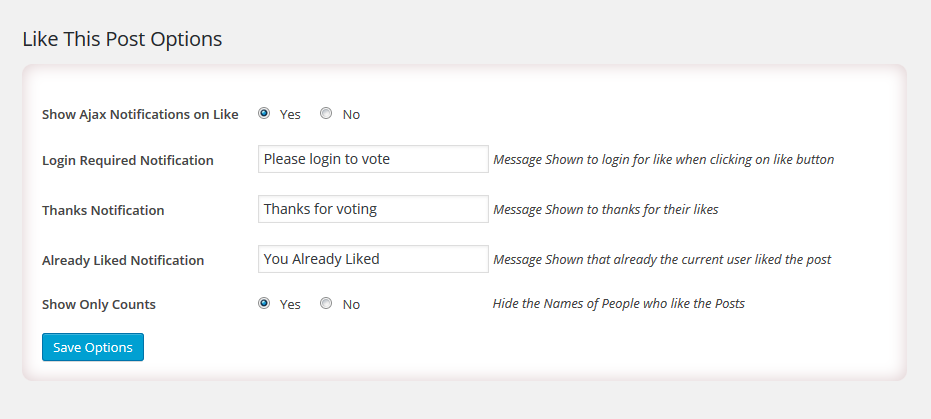 Like This Post Options
Show Ajax Notifications on Like Yes No
Login Required Notification Please login to vote Message Shown to login for like when clicking on like button
Thanks Notification Thanks for voting Message Shown to thanks for their likes
Already Liked Notification You Already Liked Message Shown that already the current user liked the post
Show Only Counts Yes No Hide the Names of People who like the Posts
Save Options